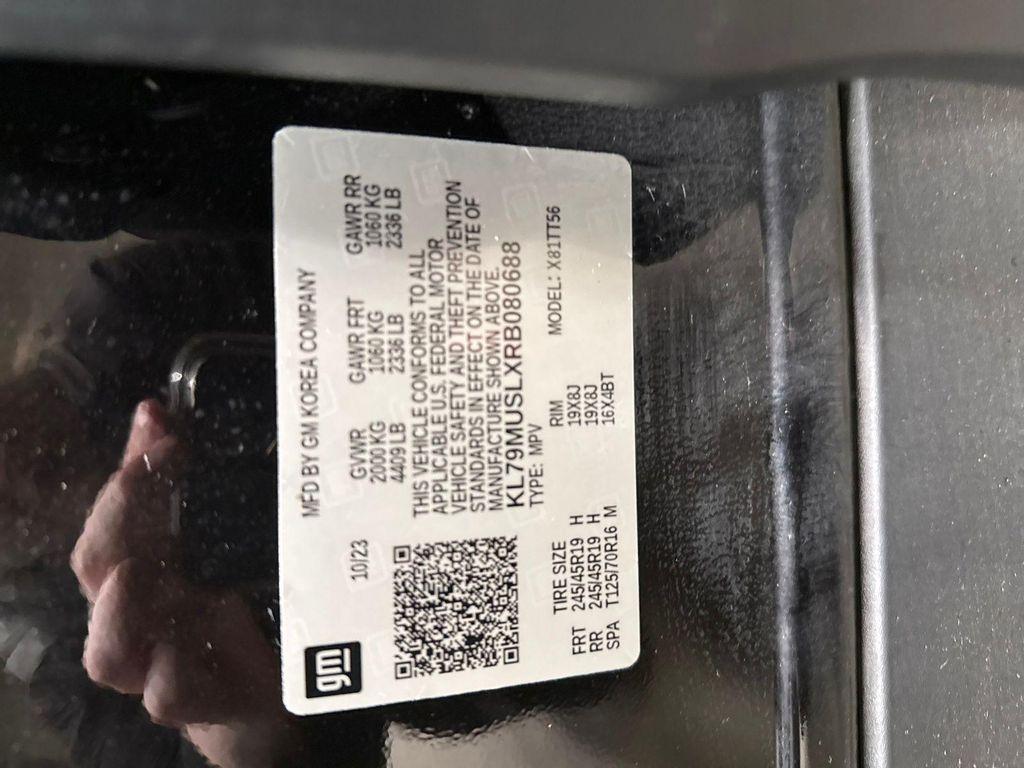 gm
MFD BY GM KOREA COMPANY
10/23
GVWR GAWR FRT GAWR RR
2000 KG 1060 KG 1060 KG
4409 LB 2336 LB 2336 LB
THIS VEHICLE CONFORMS TO ALL
APPLICABLE U.S. FEDERAL MOTOR
VEHICLE SAFETY AND THEFT PREVENTION
STANDARDS IN EFFECT ON THE DATE OF
MANUFACTURE SHOWN ABOVE.
KL79MUSLXRB080688
TYPE: MPV
MODEL: X81TT56
TIRE SIZE RIM
FRT 245/45R19 H 19X8J
RR 245/45R19 H 19X8J
SPA T125/70R16 M 16X4BT